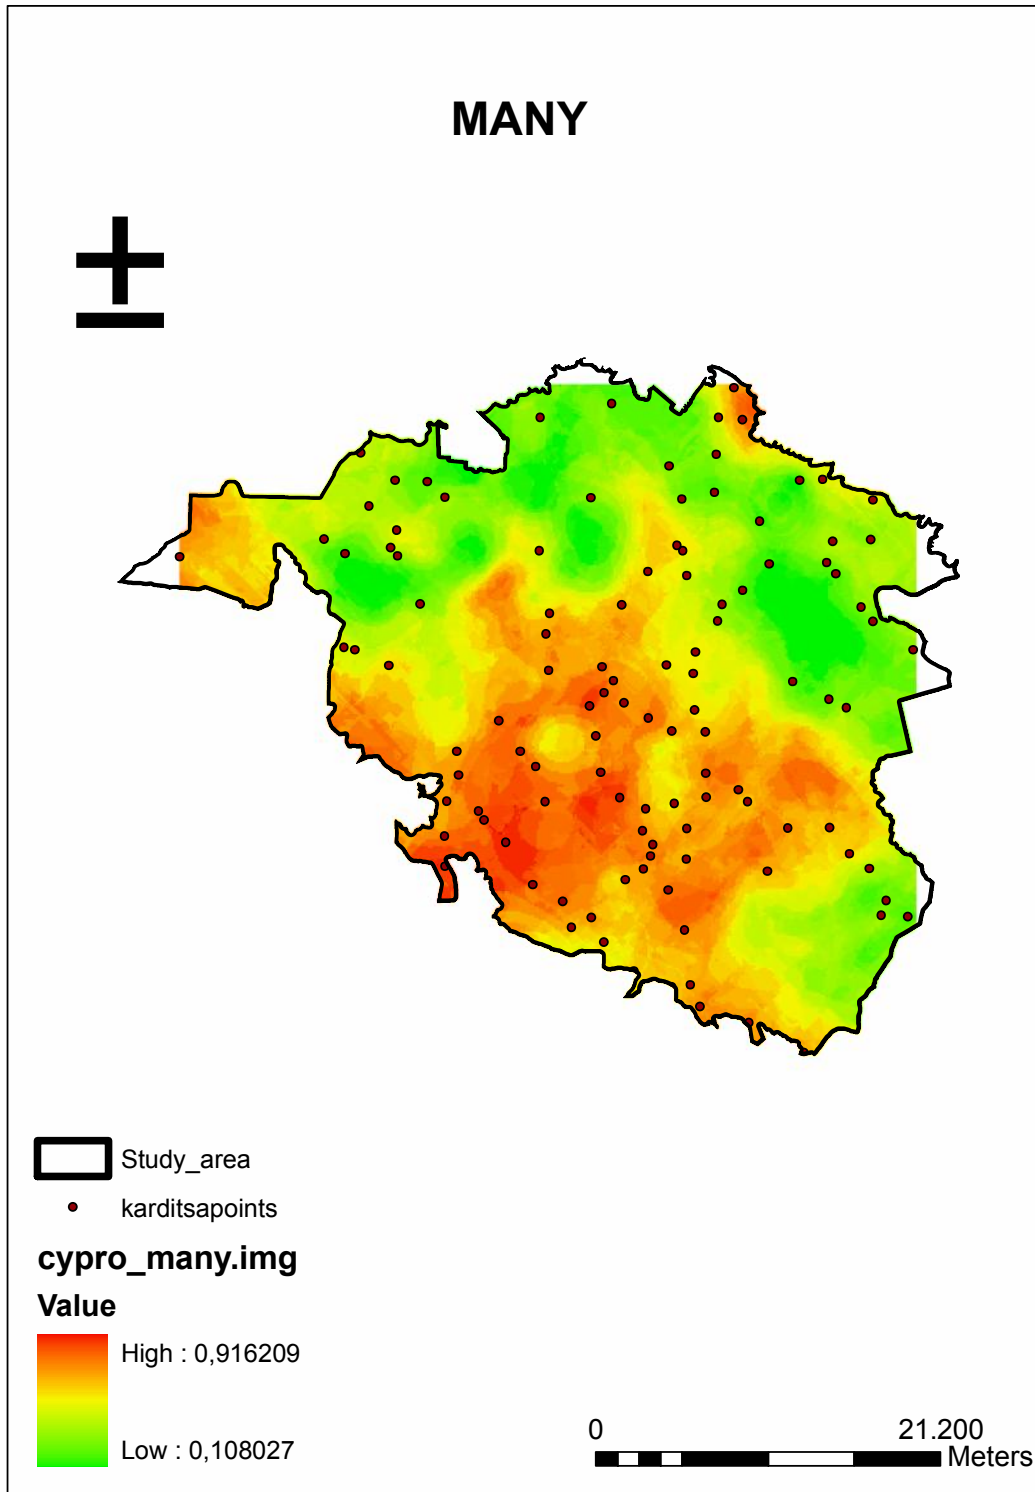 MANY
Study_area
karditsapoints
cypro_many.img
Value
High : 0,916209
Low : 0,108027
0 21.200
Meters